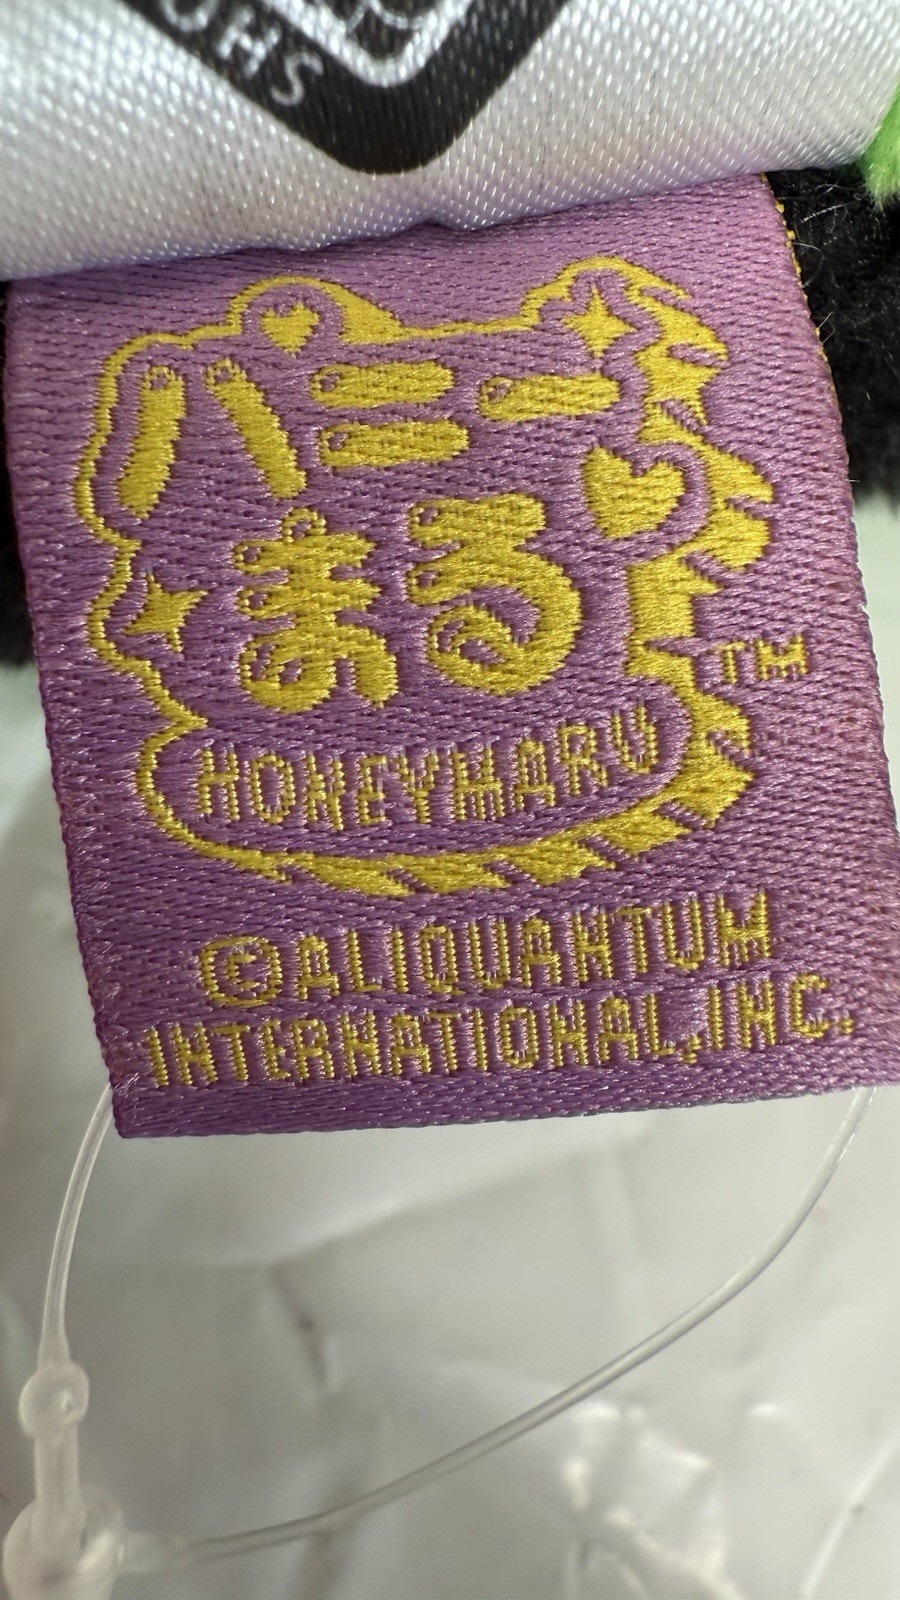 ハニー
まる
TM
HONEYMARU
©ALIQUANTUM
INTERNATIONAL,INC.